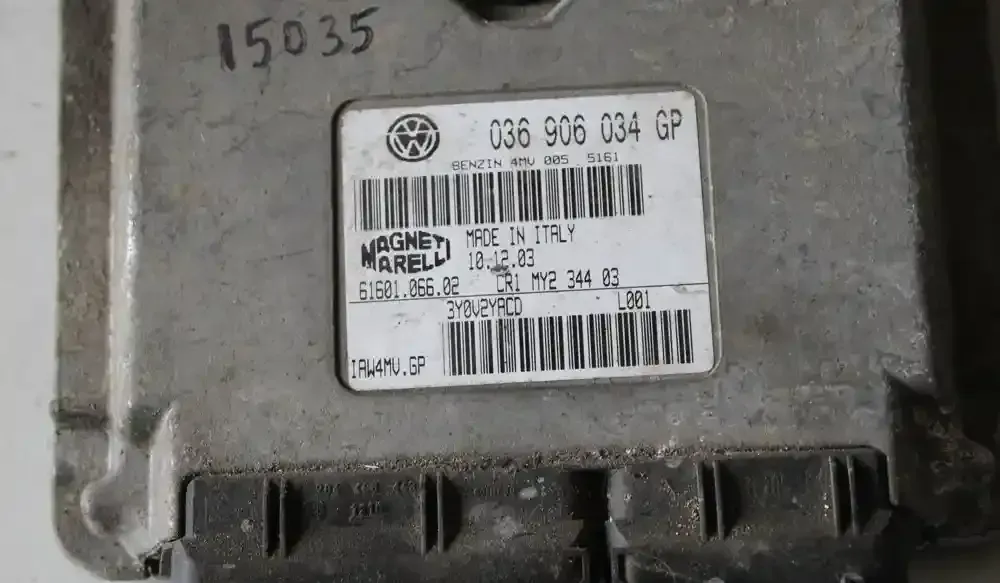 15035
036 906 034 GP
BENZIN 4MV 005 5161
MAGNETI MARELLI
MADE IN ITALY
10.12.03
61601.066.02 CR1 MY2 344 03
3Y0V2YACD L001
IAW4MV.GP